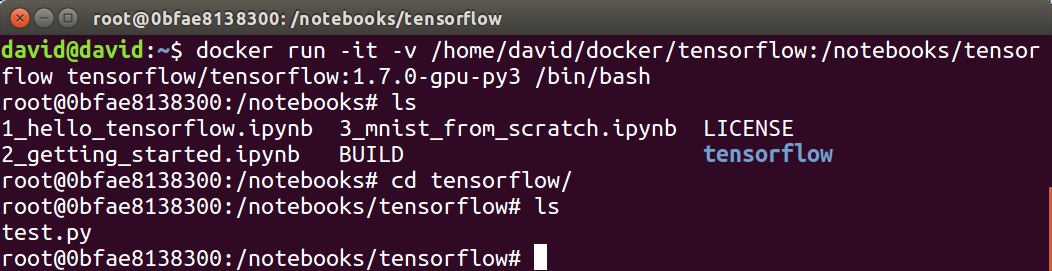 root@0bfae8138300: /notebooks/tensorflow
david@david:~$ docker run -it -v /home/david/docker/tensorflow:/notebooks/tensor
flow tensorflow/tensorflow:1.7.0-gpu-py3 /bin/bash
root@0bfae8138300:/notebooks# ls
1_hello_tensorflow.ipynb  3_mnist_from_scratch.ipynb  LICENSE
2_getting_started.ipynb   BUILD                       tensorflow
root@0bfae8138300:/notebooks# cd tensorflow/
root@0bfae8138300:/notebooks/tensorflow# ls
test.py
root@0bfae8138300:/notebooks/tensorflow#